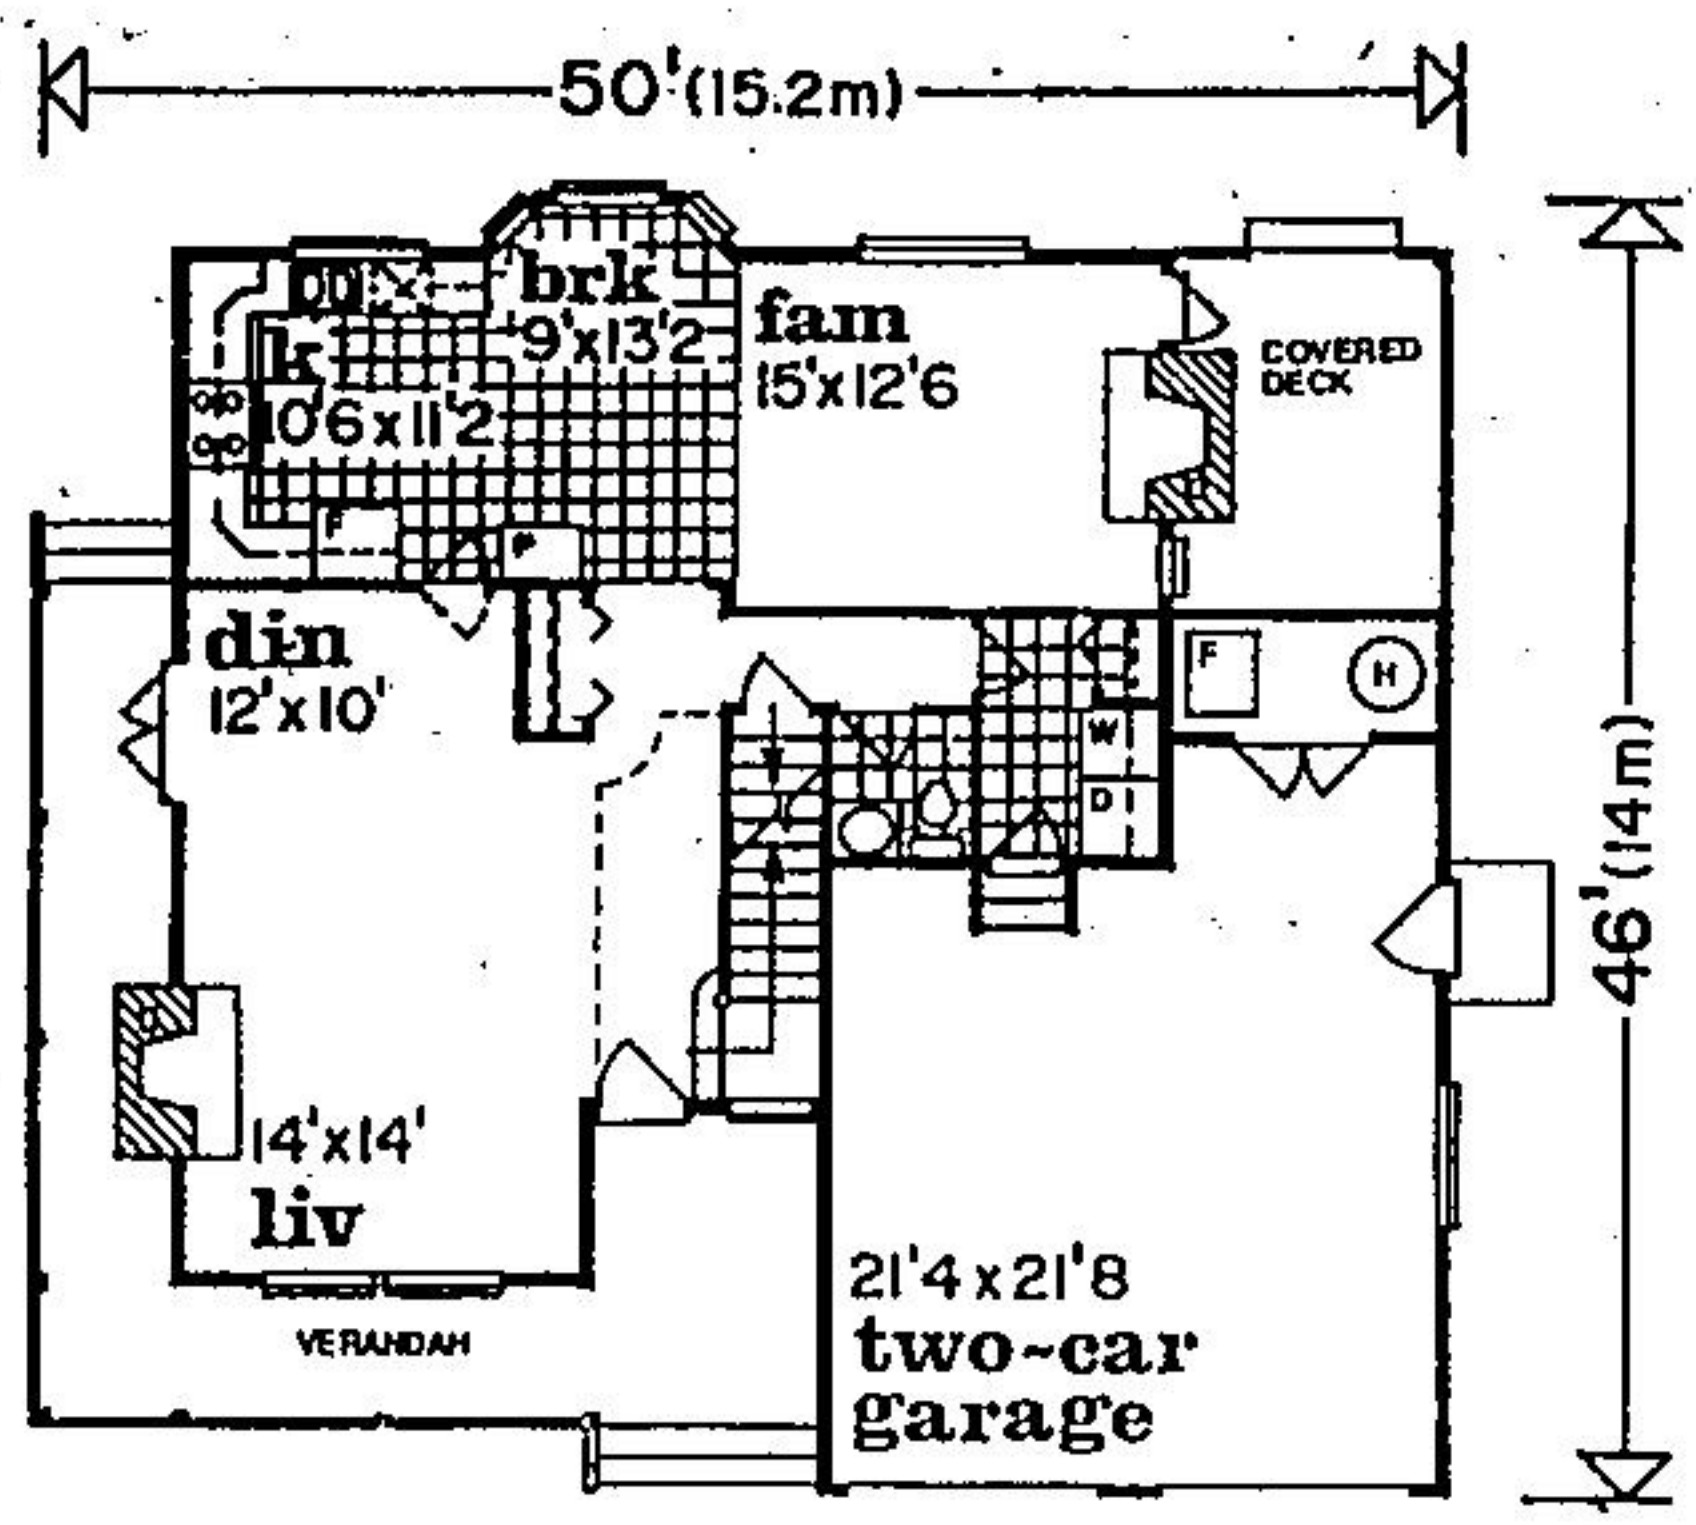 50'(15.2m)
brk
9'x13'2
k
10'6x11'2
fam
15'x12'6
COVERED
DECK
F
P
din
12'x10'
F
H
W
D
46'(14m)
14'x14'
liv
VERANDAH
21'4x21'8
two-car
garage